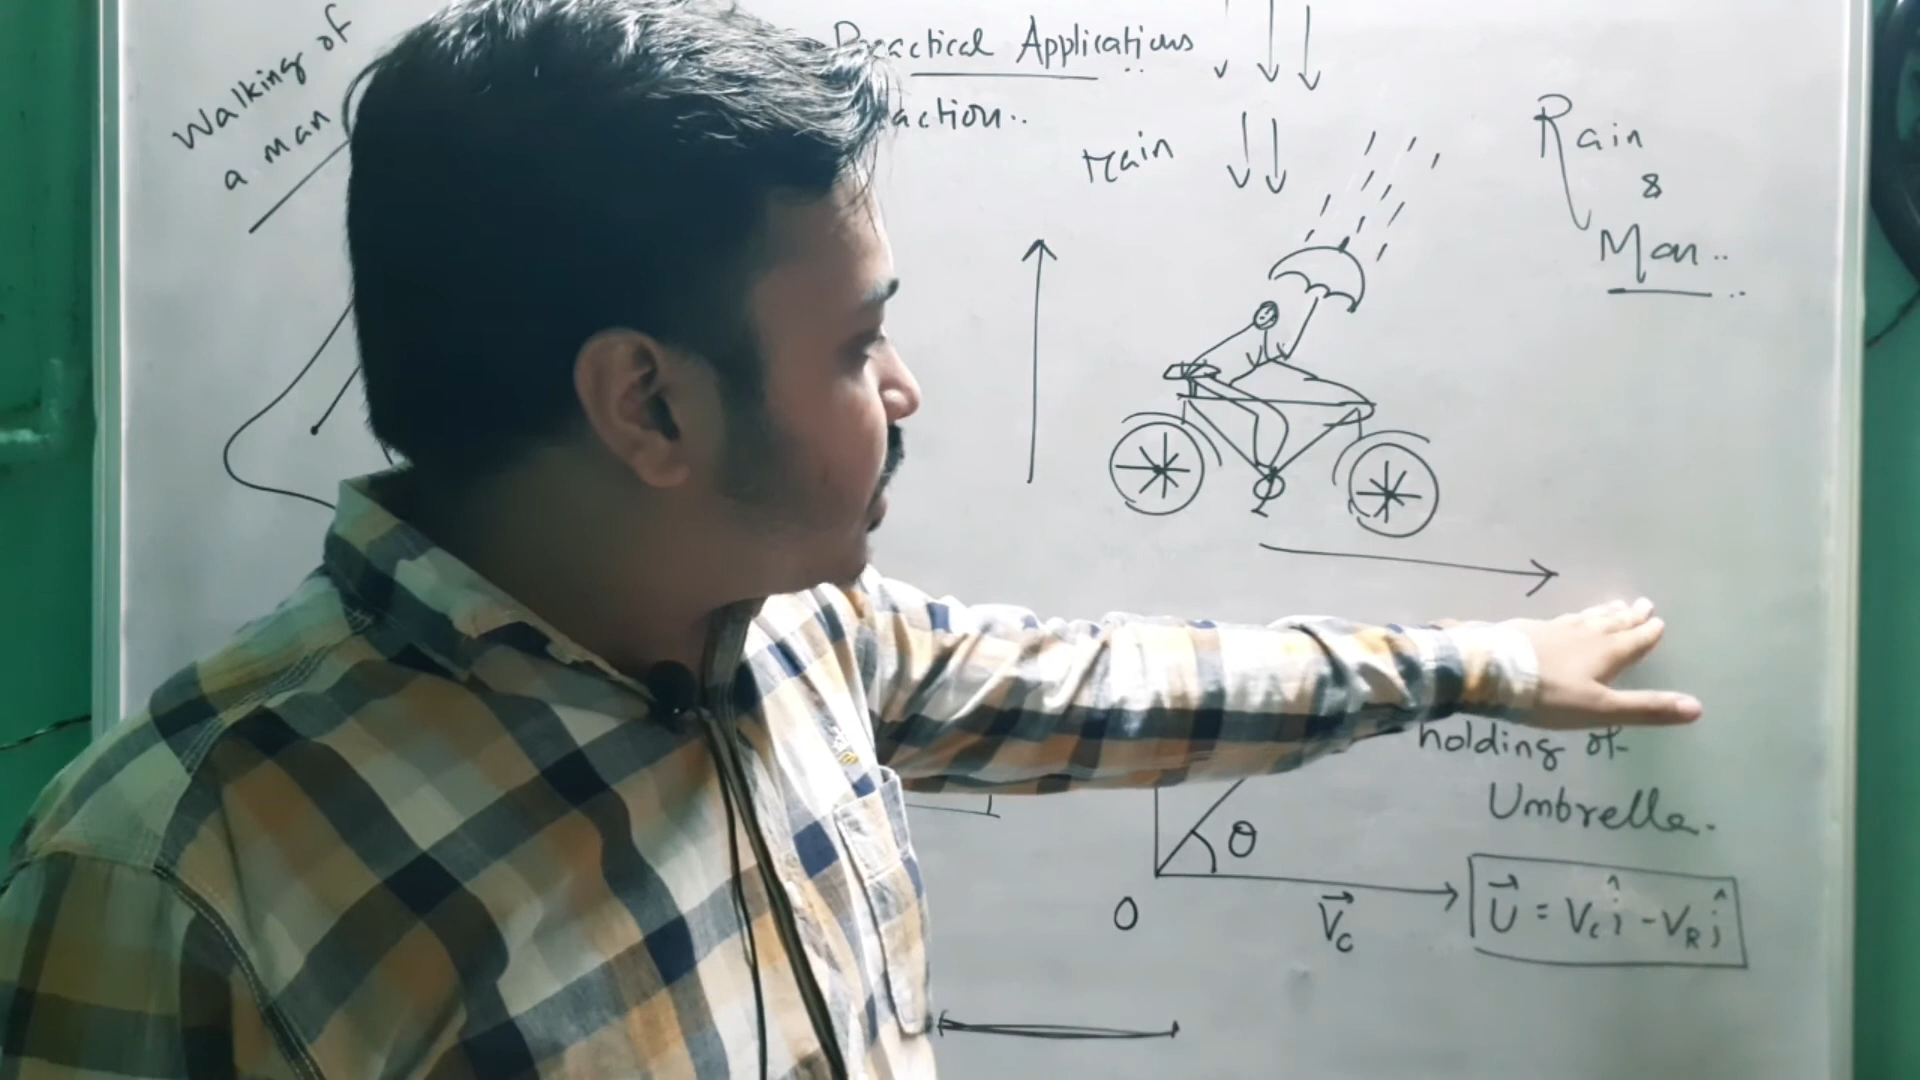 Walking of
a man
Practical Applications
action..
rain
Rain
&
Man..
holding of
Umbrella.
θ
O
V⃗c
U⃗ = Vc î - VR ĵ